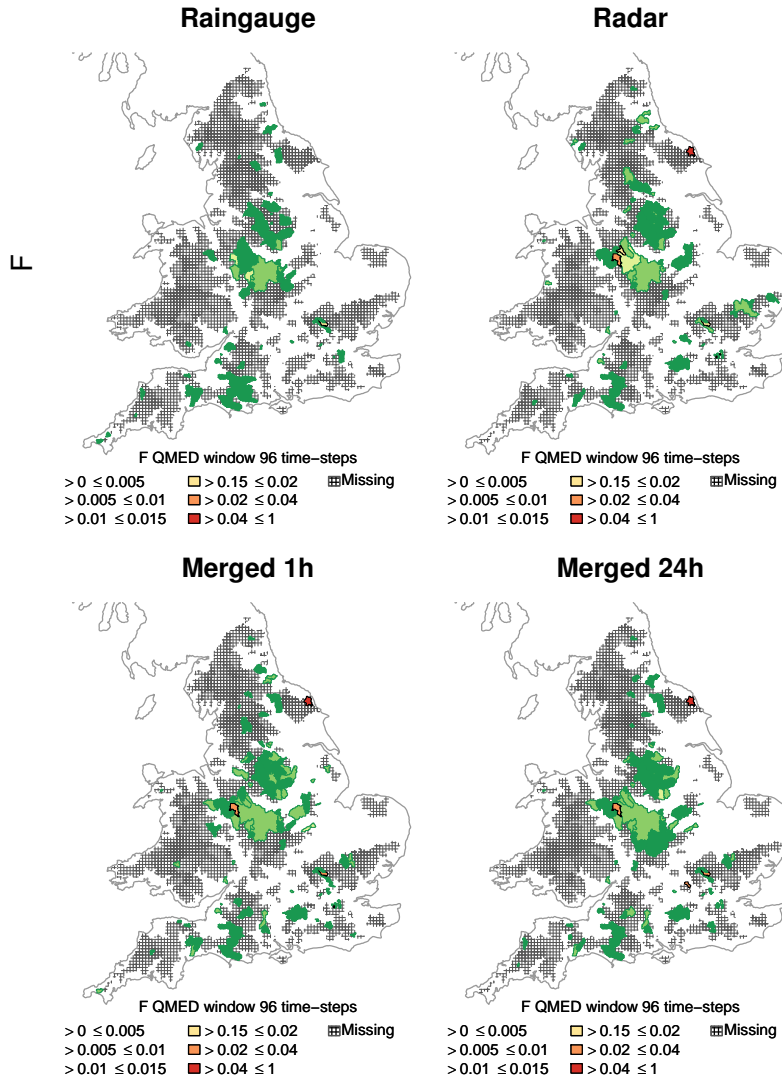 Raingauge
Radar
F
F QMED window 96 time−steps
> 0 ≤ 0.005 > 0.15 ≤ 0.02 Missing
> 0.005 ≤ 0.01 > 0.02 ≤ 0.04
> 0.01 ≤ 0.015 > 0.04 ≤ 1
F QMED window 96 time−steps
> 0 ≤ 0.005 > 0.15 ≤ 0.02 Missing
> 0.005 ≤ 0.01 > 0.02 ≤ 0.04
> 0.01 ≤ 0.015 > 0.04 ≤ 1
Merged 1h
Merged 24h
F QMED window 96 time−steps
> 0 ≤ 0.005 > 0.15 ≤ 0.02 Missing
> 0.005 ≤ 0.01 > 0.02 ≤ 0.04
> 0.01 ≤ 0.015 > 0.04 ≤ 1
F QMED window 96 time−steps
> 0 ≤ 0.005 > 0.15 ≤ 0.02 Missing
> 0.005 ≤ 0.01 > 0.02 ≤ 0.04
> 0.01 ≤ 0.015 > 0.04 ≤ 1